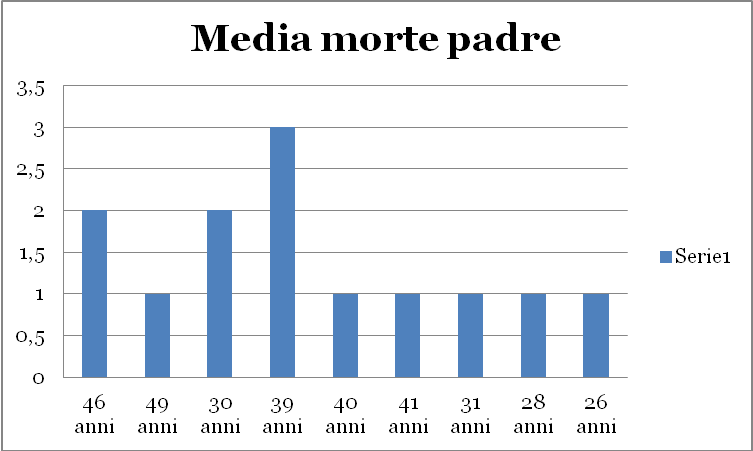 Media morte padre
3,5
3
2,5
2
1,5
1
0,5
0
46 anni
49 anni
30 anni
39 anni
40 anni
41 anni
31 anni
28 anni
26 anni
Serie1